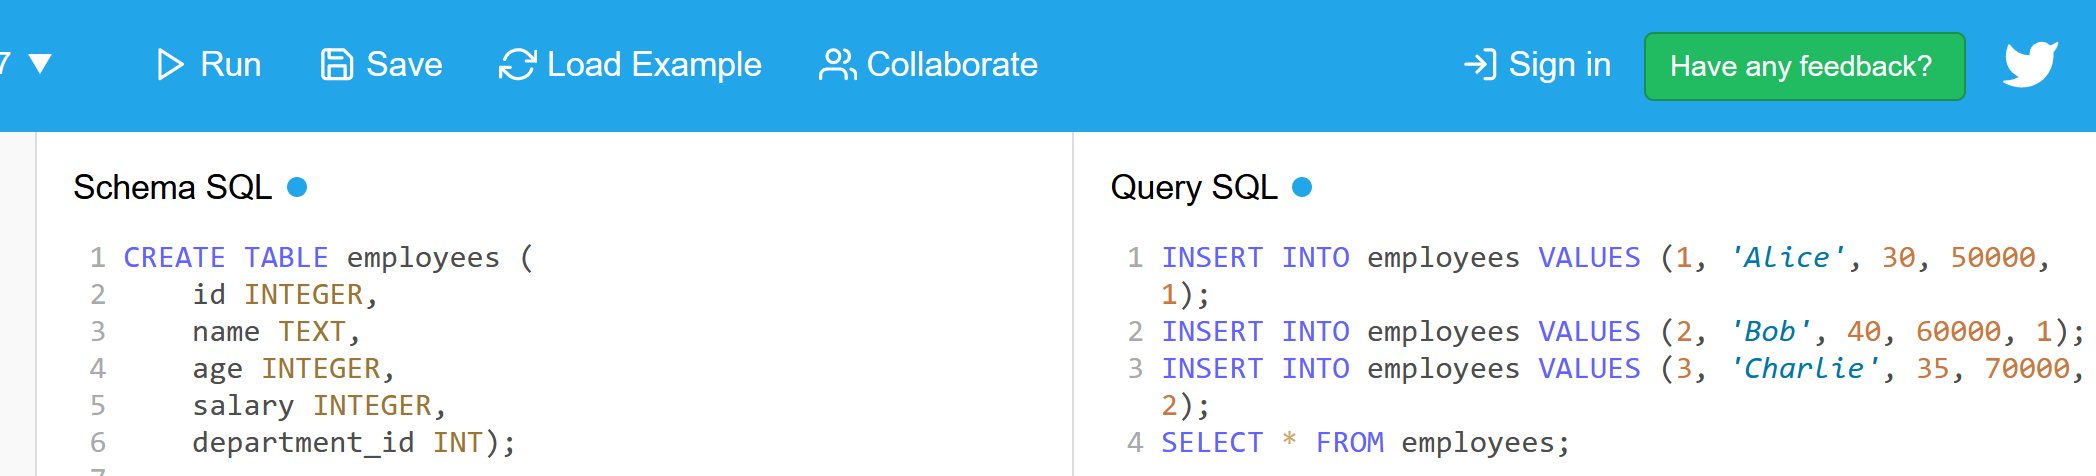 7 ▼ Run Save Load Example Collaborate Sign in Have any feedback?
Schema SQL
1 CREATE TABLE employees (
2     id INTEGER,
3     name TEXT,
4     age INTEGER,
5     salary INTEGER,
6     department_id INT);
Query SQL
1 INSERT INTO employees VALUES (1, 'Alice', 30, 50000,
1);
2 INSERT INTO employees VALUES (2, 'Bob', 40, 60000, 1);
3 INSERT INTO employees VALUES (3, 'Charlie', 35, 70000,
2);
4 SELECT * FROM employees;